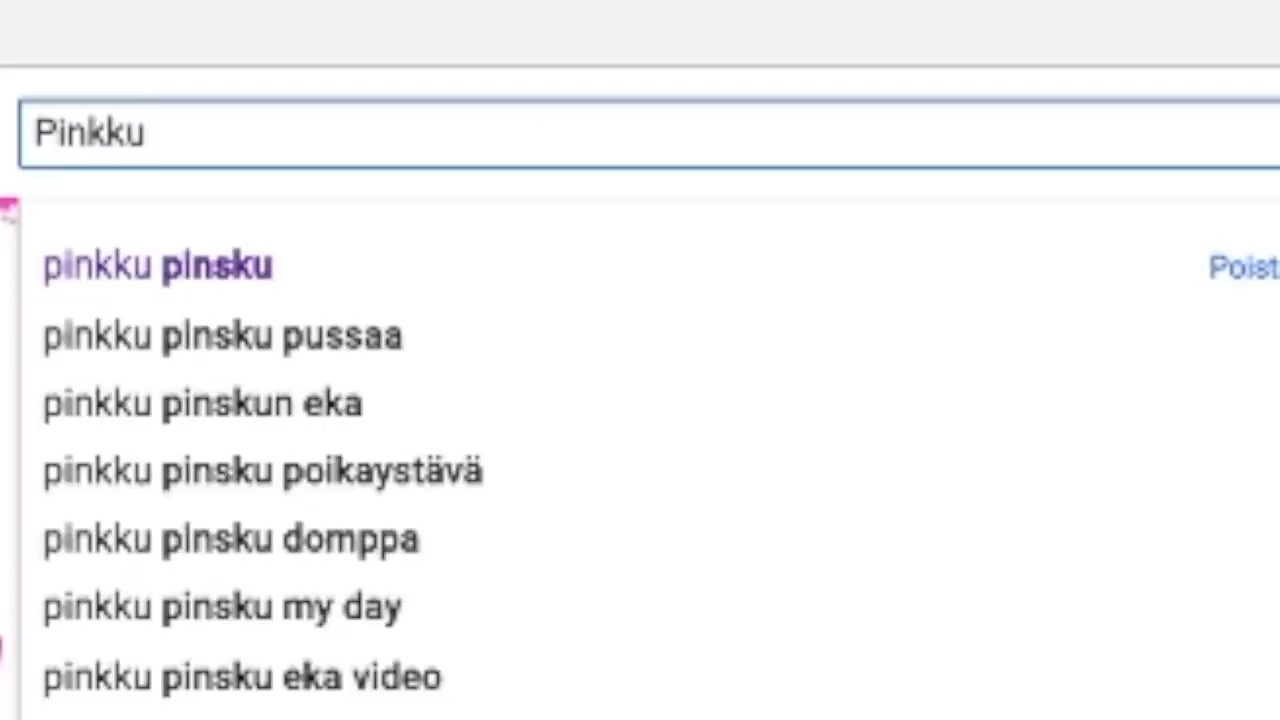 Pinkku
pinkku pinsku
Poist
pinkku pinsku pussaa
pinkku pinskun eka
pinkku pinsku poikaystävä
pinkku pinsku domppa
pinkku pinsku my day
pinkku pinsku eka video